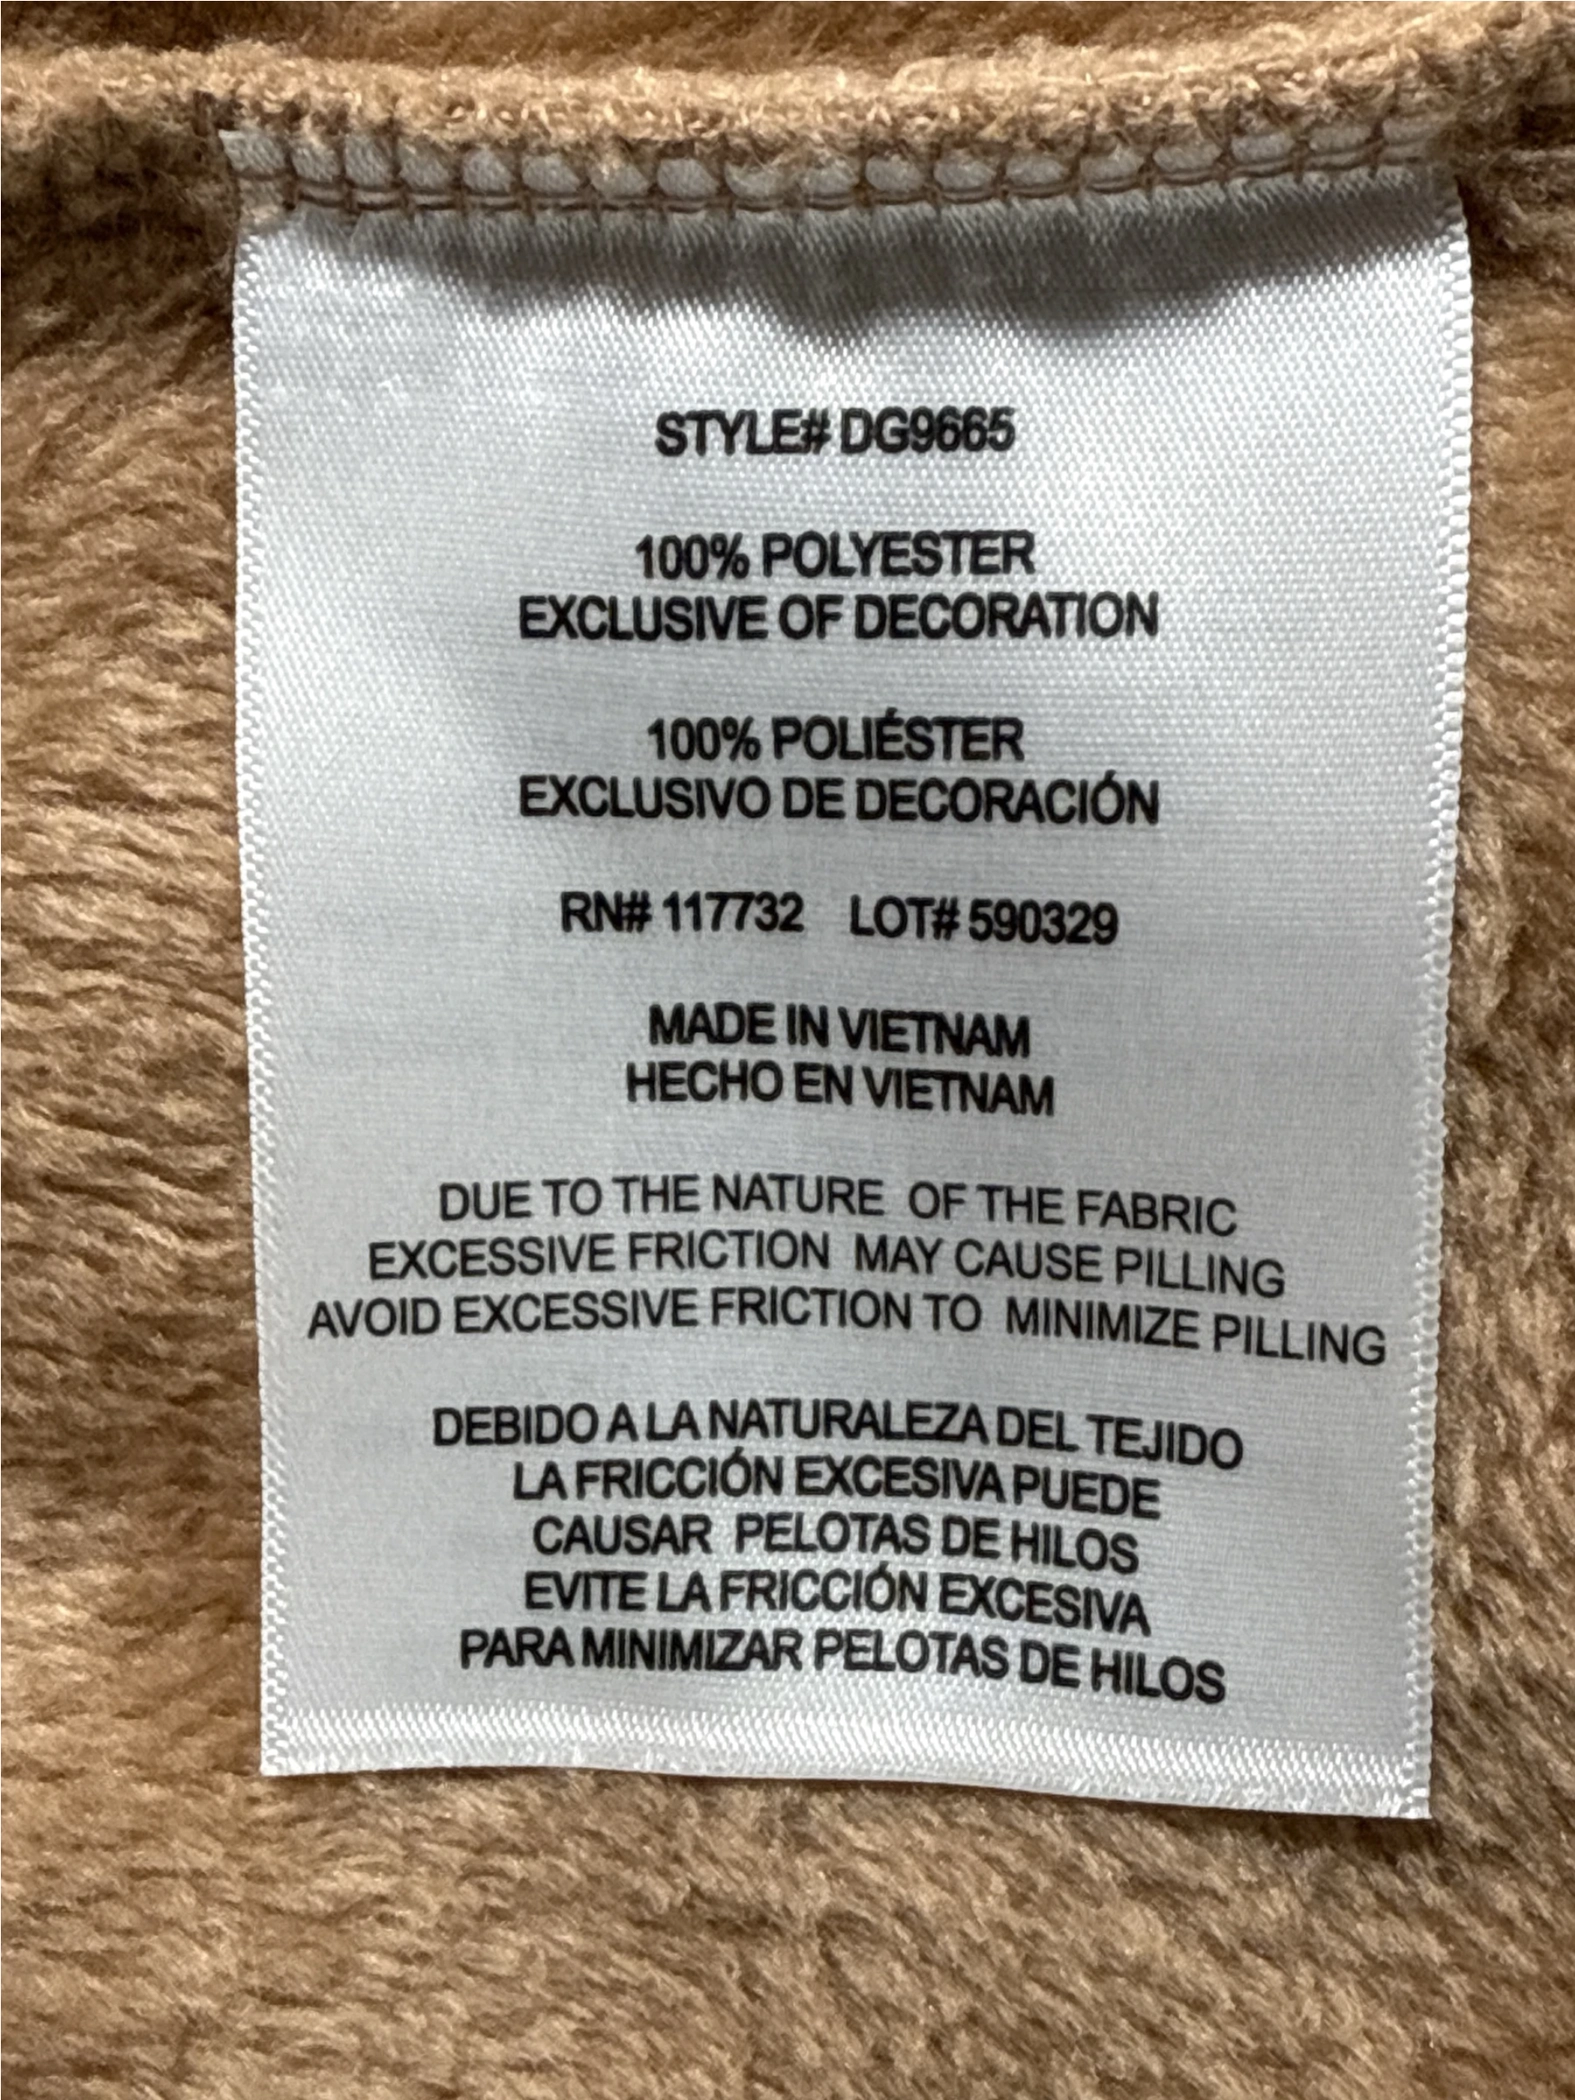 STYLE# DG9665
100% POLYESTER
EXCLUSIVE OF DECORATION
100% POLIÉSTER
EXCLUSIVO DE DECORACIÓN
RN# 117732 LOT# 590329
MADE IN VIETNAM
HECHO EN VIETNAM
DUE TO THE NATURE OF THE FABRIC
EXCESSIVE FRICTION MAY CAUSE PILLING
AVOID EXCESSIVE FRICTION TO MINIMIZE PILLING
DEBIDO A LA NATURALEZA DEL TEJIDO
LA FRICCIÓN EXCESIVA PUEDE
CAUSAR PELOTAS DE HILOS
EVITE LA FRICCIÓN EXCESIVA
PARA MINIMIZAR PELOTAS DE HILOS